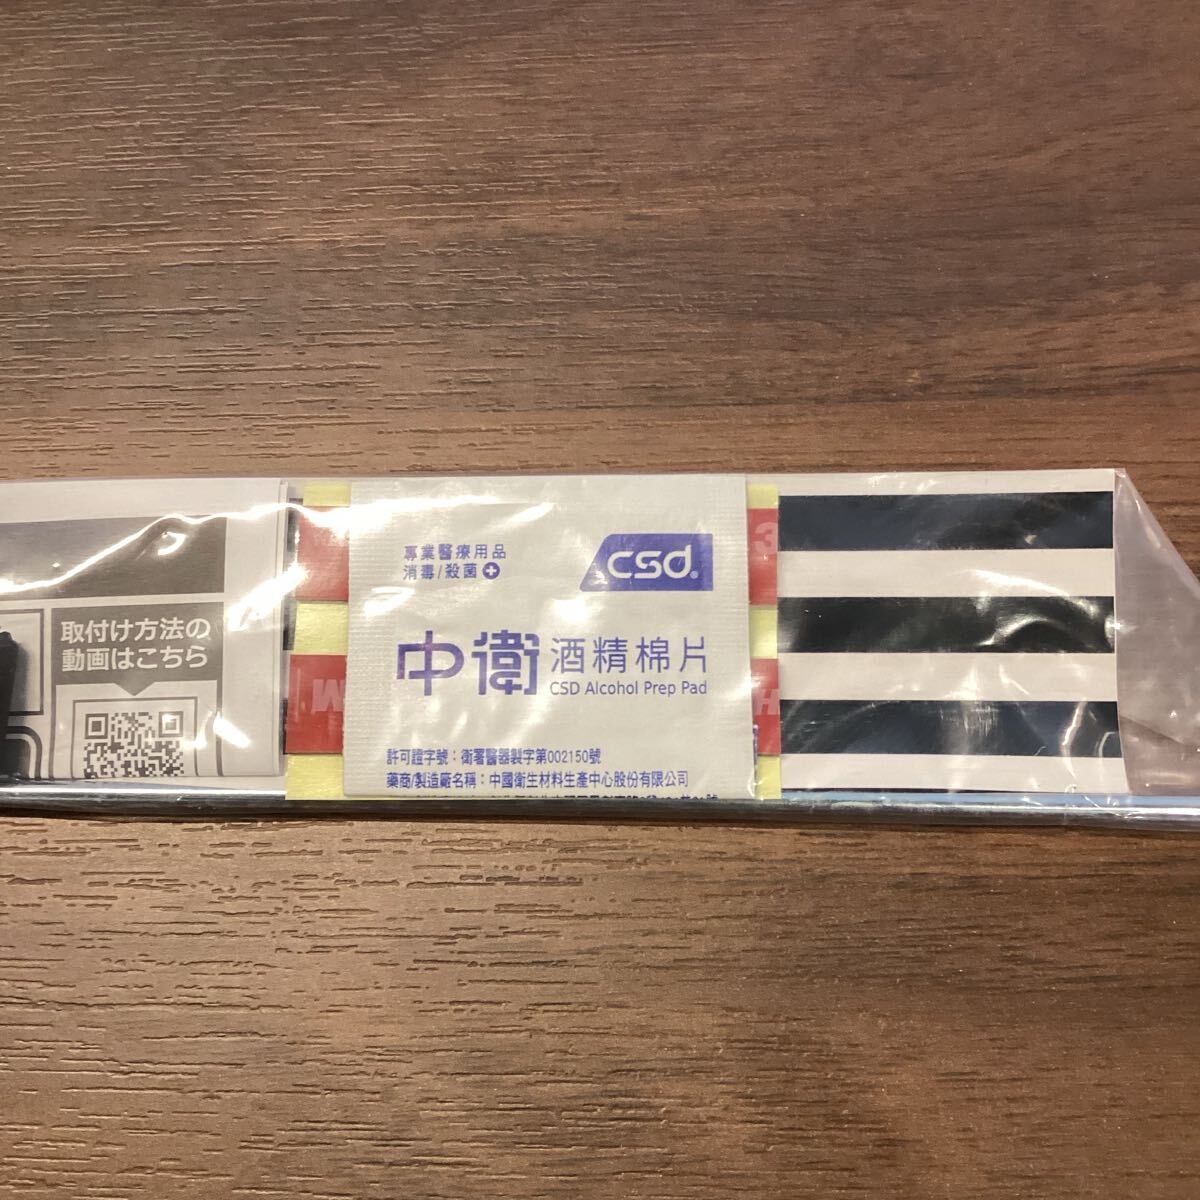 取付け方法の
動画はこちら
專業醫療用品
消毒/殺菌
csd®
中衛 酒精棉片
CSD Alcohol Prep Pad
許可證字號：衛署醫器製字第002150號
藥商/製造廠名稱：中國衛生材料生產中心股份有限公司
3
M